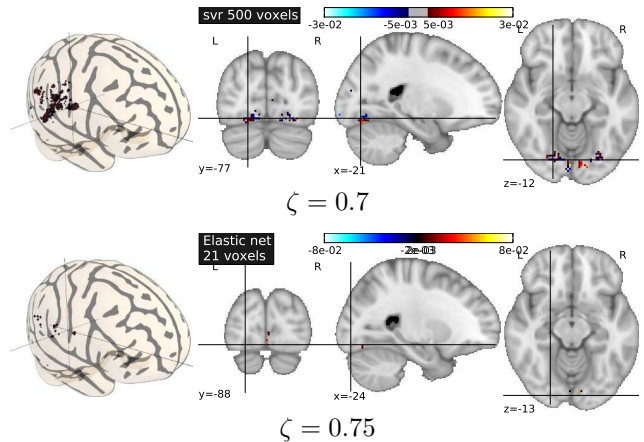 svr 500 voxels
-3e-02 -5e-03 5e-03 3e-02
L R L R
y=-77 x=-21 z=-12
ζ = 0.7
Elastic net
21 voxels
-8e-02 8e-02
L R L R
y=-88 x=-24 z=-13
ζ = 0.75